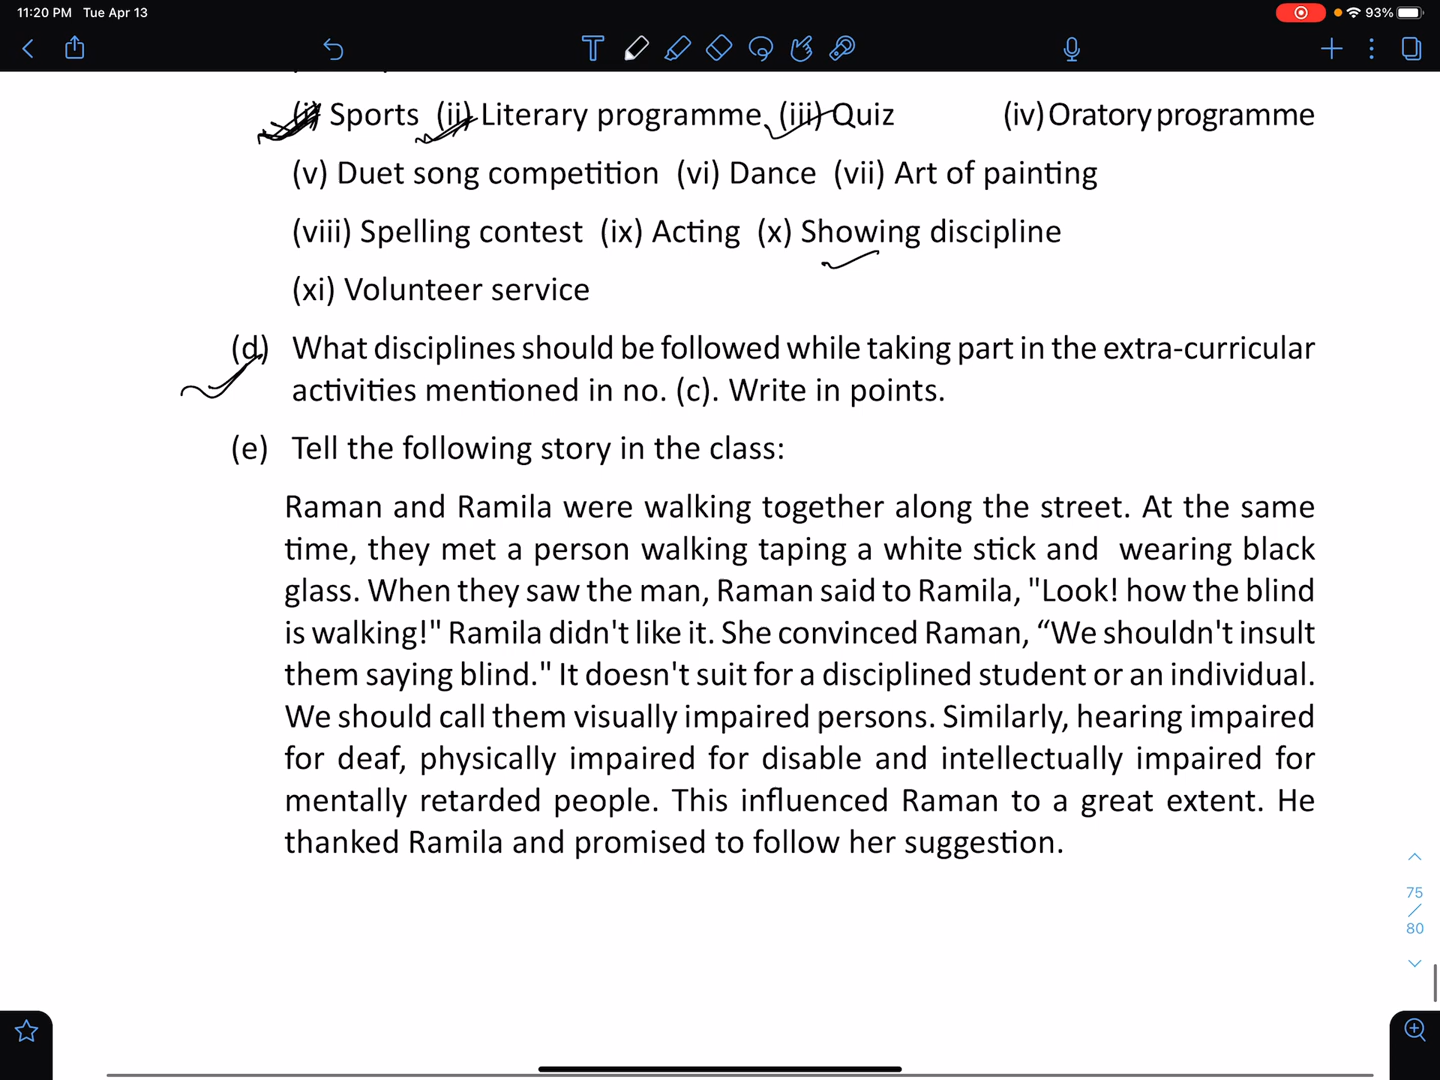 11:20 PM Tue Apr 13
93%
(i) Sports (ii) Literary programme (iii) Quiz (iv) Oratory programme
(v) Duet song competition (vi) Dance (vii) Art of painting
(viii) Spelling contest (ix) Acting (x) Showing discipline
(xi) Volunteer service
(d) What disciplines should be followed while taking part in the extra-curricular
activities mentioned in no. (c). Write in points.
(e) Tell the following story in the class:
Raman and Ramila were walking together along the street. At the same
time, they met a person walking taping a white stick and wearing black
glass. When they saw the man, Raman said to Ramila, "Look! how the blind
is walking!" Ramila didn't like it. She convinced Raman, “We shouldn't insult
them saying blind." It doesn't suit for a disciplined student or an individual.
We should call them visually impaired persons. Similarly, hearing impaired
for deaf, physically impaired for disable and intellectually impaired for
mentally retarded people. This influenced Raman to a great extent. He
thanked Ramila and promised to follow her suggestion.
75
/
80